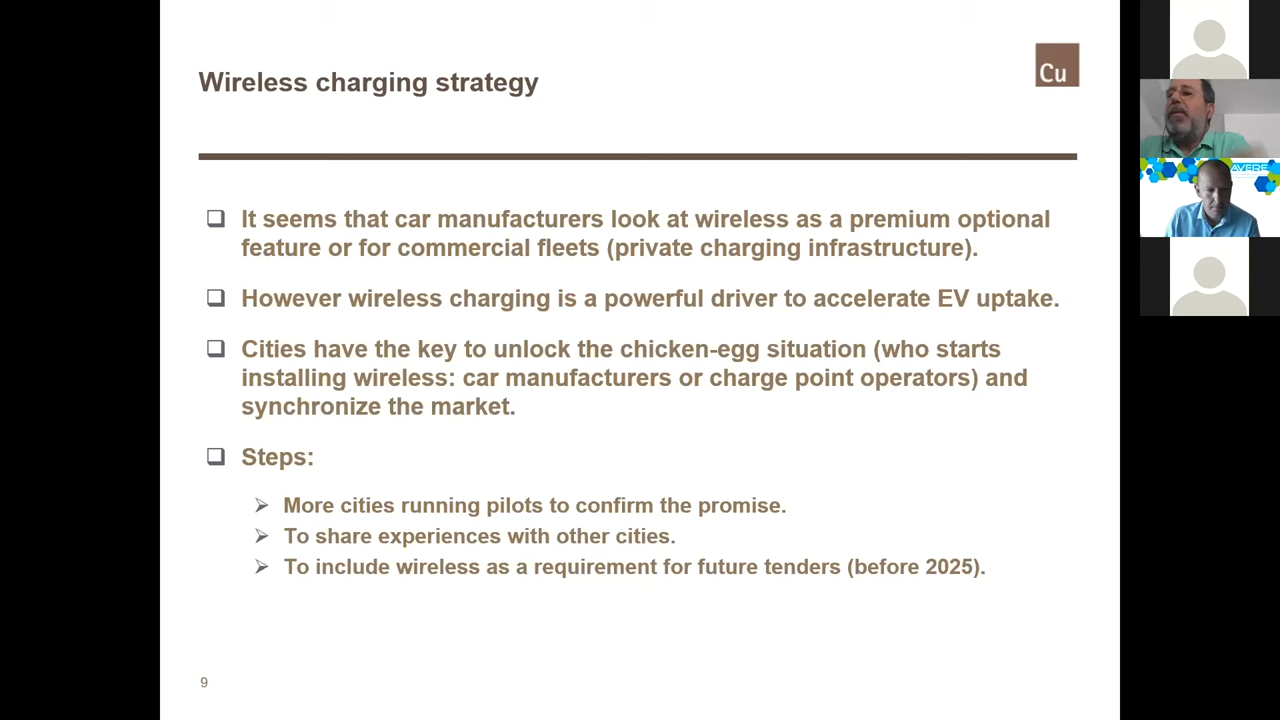 Wireless charging strategy
Cu
It seems that car manufacturers look at wireless as a premium optional
feature or for commercial fleets (private charging infrastructure).
However wireless charging is a powerful driver to accelerate EV uptake.
Cities have the key to unlock the chicken-egg situation (who starts
installing wireless: car manufacturers or charge point operators) and
synchronize the market.
Steps:
More cities running pilots to confirm the promise.
To share experiences with other cities.
To include wireless as a requirement for future tenders (before 2025).
9
AVERE